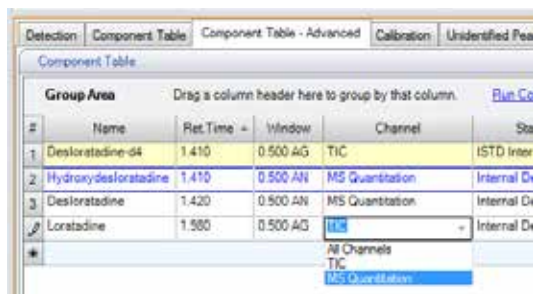 Detection Component Table Component Table - Advanced Calibration Unidentified Pea
Component Table
Group Area Drag a column header here to group by that column. Run Co
# Name Ret.Time Window Channel Sta
1 Desloratadine-d4 1.410 0.500 AG TIC ISTD Inter
2 Hydroxydesloratadine 1.410 0.500 AN MS Quantitation Internal De
3 Desloratadine 1.420 0.500 AN MS Quantitation Internal De
Loratadine 1.580 0.500 AG TIC Internal De
All Channels
TIC
MS Quantitation